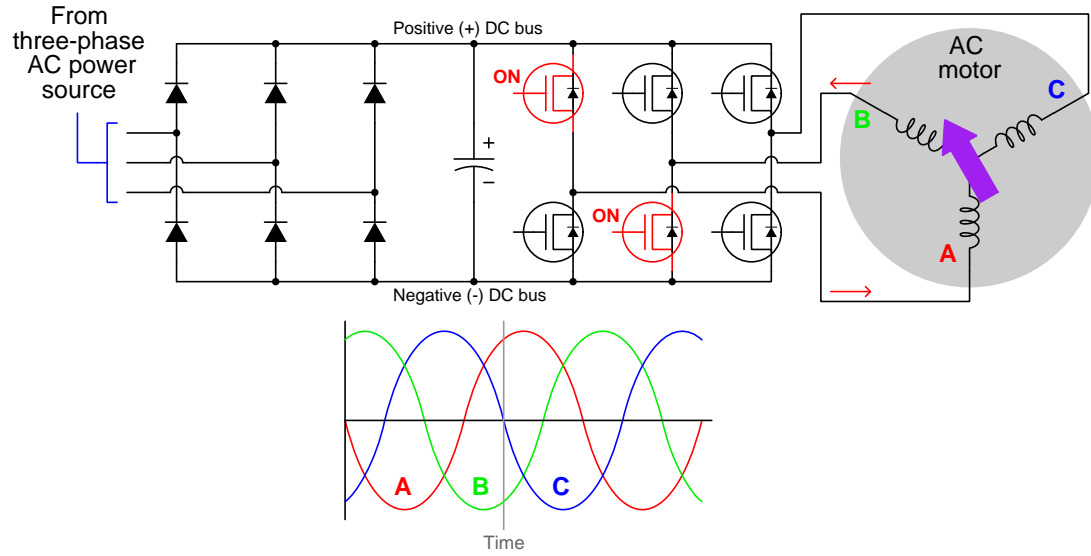 From
three-phase
AC power
source
Positive (+) DC bus
ON
+
−
ON
Negative (-) DC bus
AC
motor
B
C
A
A
B
C
Time